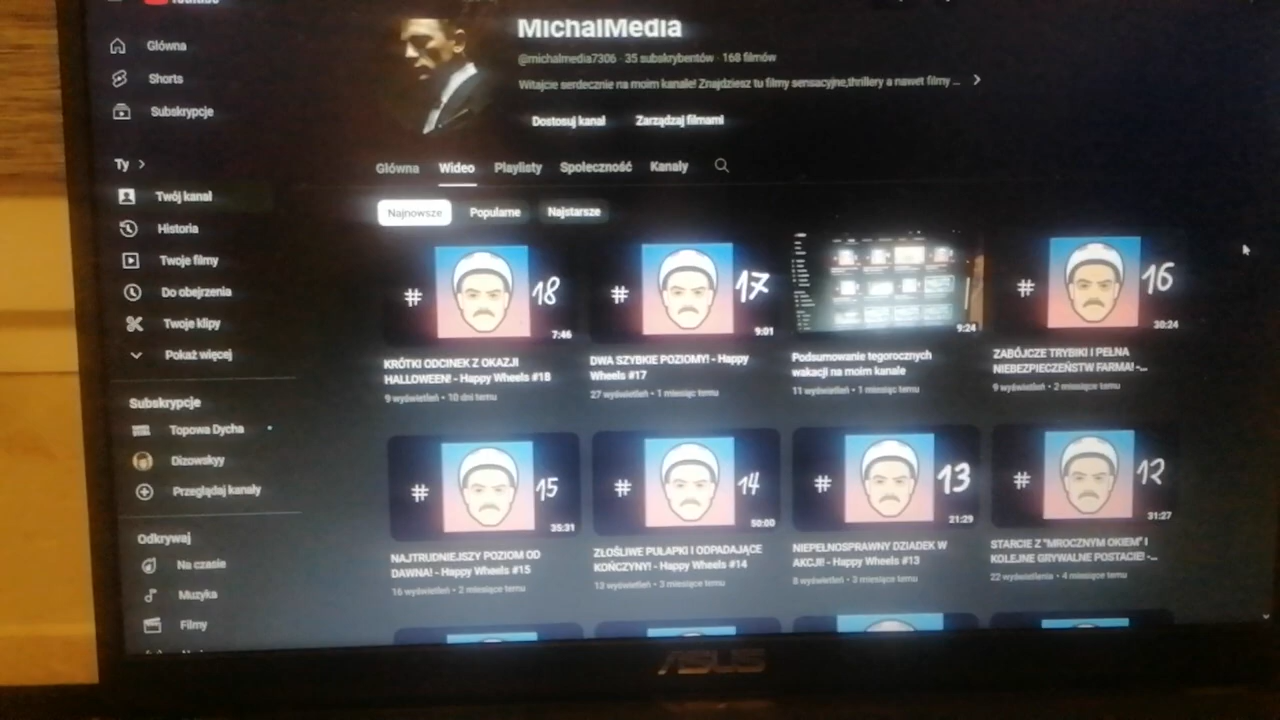 MichalMedia
@michalmedia7306 · 35 subskrybentów · 168 filmów
Witajcie serdecznie na moim kanale! Znajdziesz tu filmy sensacyjne,thrillery a nawet filmy ...
Dostosuj kanał
Zarządzaj filmami
Główna
Shorts
Subskrypcje
Ty
Twój kanał
Historia
Twoje filmy
Do obejrzenia
Twoje klipy
Pokaż więcej
Subskrypcje
Topowa Dycha
Dizowskyy
Przeglądaj kanały
Odkrywaj
Na czasie
Muzyka
Filmy
Główna
Wideo
Playlisty
Społeczność
Kanały
Najnowsze
Popularne
Najstarsze
# 18
7:46
KRÓTKI ODCINEK Z OKAZJI
HALLOWEEN! - Happy Wheels #18
9 wyświetleń · 10 dni temu
# 17
9:01
DWA SZYBKIE POZIOMY! - Happy
Wheels #17
27 wyświetleń · 1 miesiąc temu
9:24
Podsumowanie tegorocznych
wakacji na moim kanale
11 wyświetleń · 1 miesiąc temu
# 16
30:24
ZABÓJCZE TRYBIKI I PEŁNA
NIEBEZPIECZEŃSTW FARMA! -...
9 wyświetleń · 2 miesiące temu
# 15
35:31
NAJTRUDNIEJSZY POZIOM OD
DAWNA! - Happy Wheels #15
16 wyświetleń · 2 miesiące temu
# 14
50:00
ZŁOŚLIWE PUŁAPKI I ODPADAJĄCE
KOŃCZYNY! - Happy Wheels #14
13 wyświetleń · 3 miesiące temu
# 13
21:29
NIEPEŁNOSPRAWNY DZIADEK W
AKCJI! - Happy Wheels #13
8 wyświetleń · 3 miesiące temu
# 12
31:27
STARCIE Z "MROCZNYM OKIEM" I
KOLEJNE GRYWALNE POSTACIE! -...
22 wyświetlenia · 4 miesiące temu
ASUS